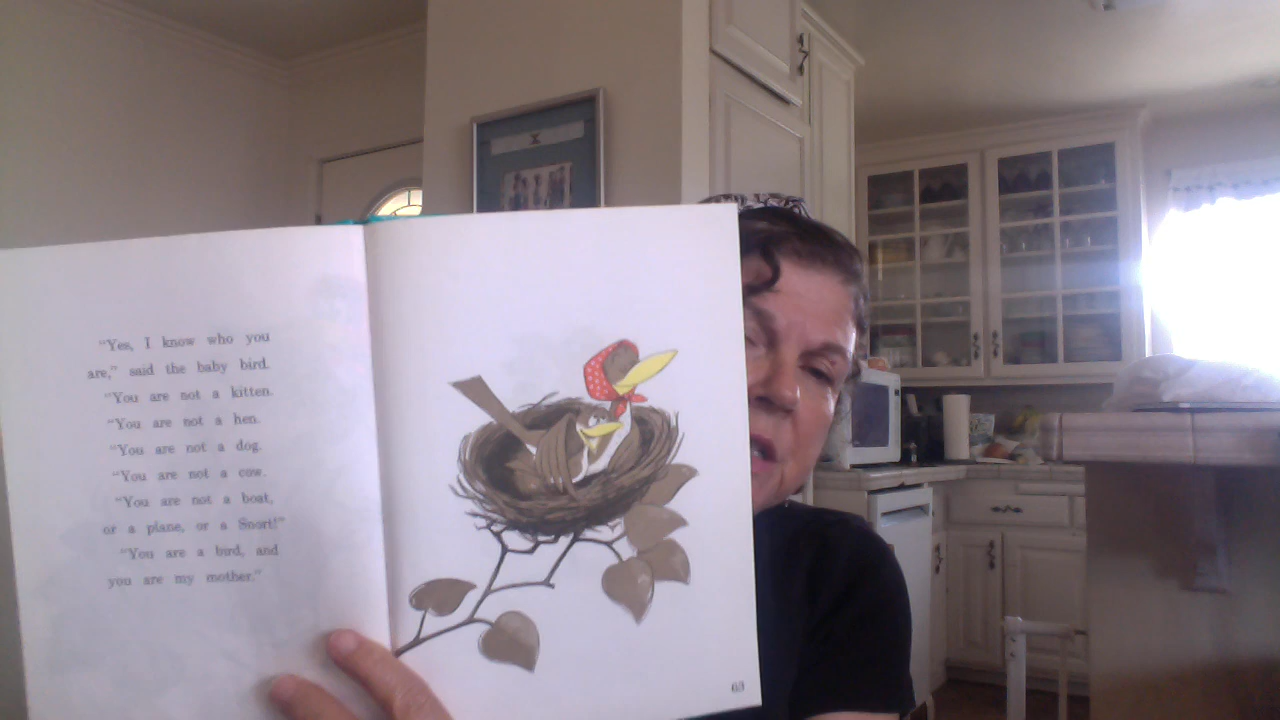 "Yes, I know who you
are," said the baby bird.
"You are not a kitten.
"You are not a hen.
"You are not a dog.
"You are not a cow.
"You are not a boat,
or a plane, or a Snort!"
"You are a bird, and
you are my mother."
63